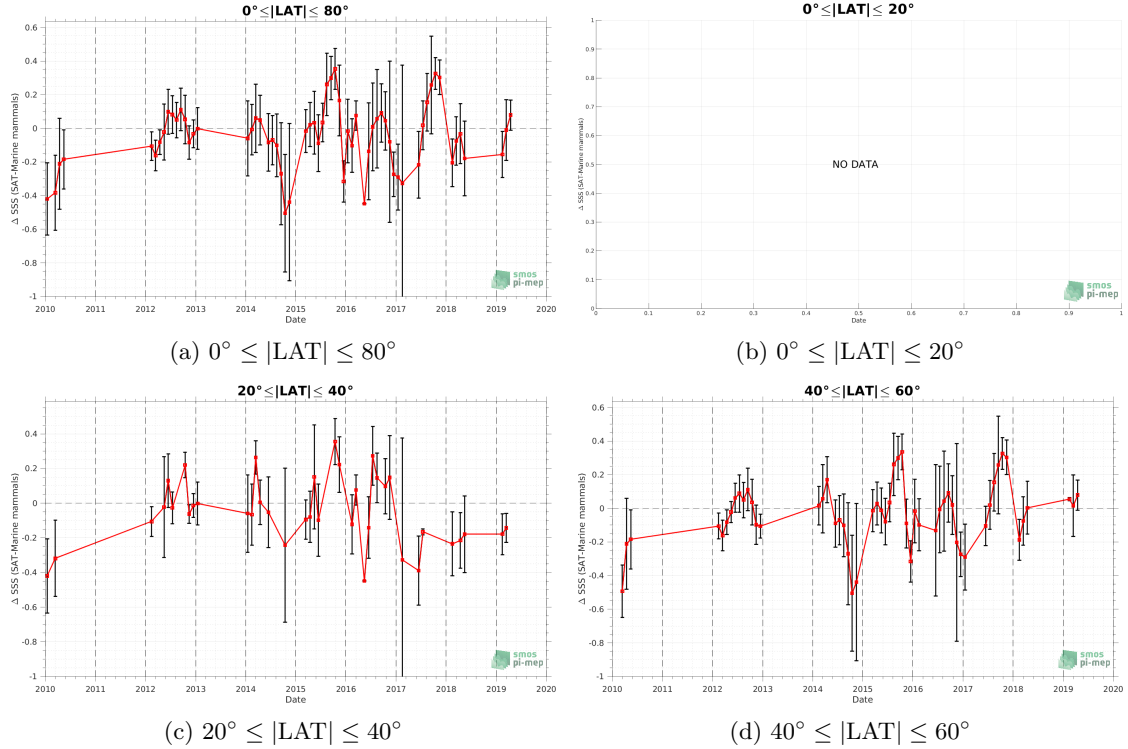 0°≤|LAT|≤ 80°
0.6
0.4
0.2
0
-0.2
-0.4
-0.6
-0.8
-1
Δ SSS (SAT-Marine mammals)
2010 2011 2012 2013 2014 2015 2016 2017 2018 2019 2020
Date
smos
pi-mep
(a) 0° ≤ |LAT| ≤ 80°
0°≤|LAT|≤ 20°
1
0.9
0.8
0.7
0.6
0.5
0.4
0.3
0.2
0.1
0
Δ SSS (SAT-Marine mammals)
NO DATA
0 0.1 0.2 0.3 0.4 0.5 0.6 0.7 0.8 0.9 1
Date
smos
pi-mep
(b) 0° ≤ |LAT| ≤ 20°
20°≤|LAT|≤ 40°
0.4
0.2
0
-0.2
-0.4
-0.6
-0.8
-1
Δ SSS (SAT-Marine mammals)
2010 2011 2012 2013 2014 2015 2016 2017 2018 2019 2020
Date
smos
pi-mep
(c) 20° ≤ |LAT| ≤ 40°
40°≤|LAT|≤ 60°
0.6
0.4
0.2
0
-0.2
-0.4
-0.6
-0.8
-1
Δ SSS (SAT-Marine mammals)
2010 2011 2012 2013 2014 2015 2016 2017 2018 2019 2020
Date
smos
pi-mep
(d) 40° ≤ |LAT| ≤ 60°